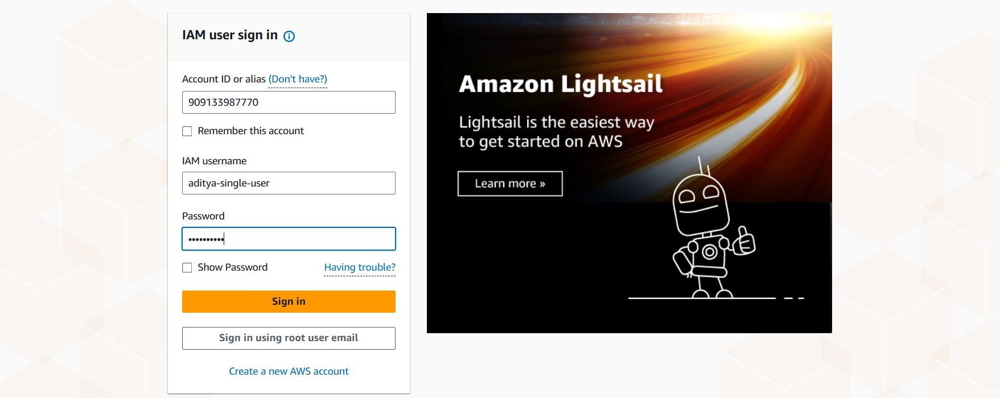 IAM user sign in
Account ID or alias (Don't have?)
909133987770
Remember this account
IAM username
aditya-single-user
Password
••••••••••
Show Password
Having trouble?
Sign in
Sign in using root user email
Create a new AWS account
Amazon Lightsail
Lightsail is the easiest way
to get started on AWS
Learn more »